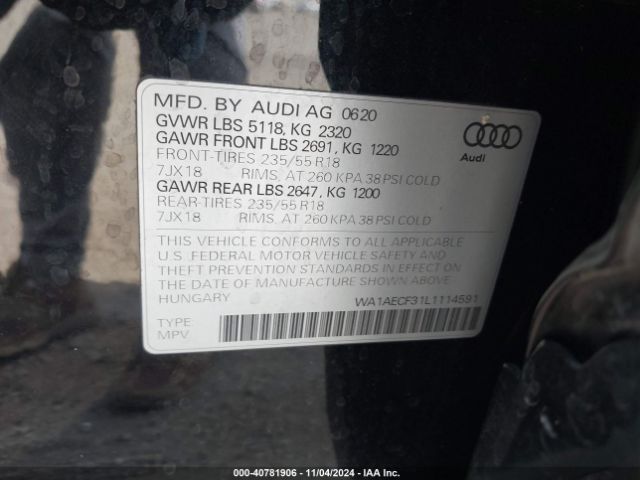 MFD. BY AUDI AG 0620
GVWR LBS 5118, KG 2320
GAWR FRONT LBS 2691, KG 1220
FRONT-TIRES 235/55 R18
7JX18 RIMS, AT 260 KPA 38 PSI COLD
GAWR REAR LBS 2647, KG 1200
REAR-TIRES 235/55 R18
7JX18 RIMS, AT 260 KPA 38 PSI COLD
Audi
THIS VEHICLE CONFORMS TO ALL APPLICABLE
U.S. FEDERAL MOTOR VEHICLE SAFETY AND
THEFT PREVENTION STANDARDS IN EFFECT ON
THE DATE OF MANUFACTURE SHOWN ABOVE
HUNGARY WA1AECF31L1114591
TYPE:
MPV
000-40781906 - 11/04/2024 - IAA Inc.